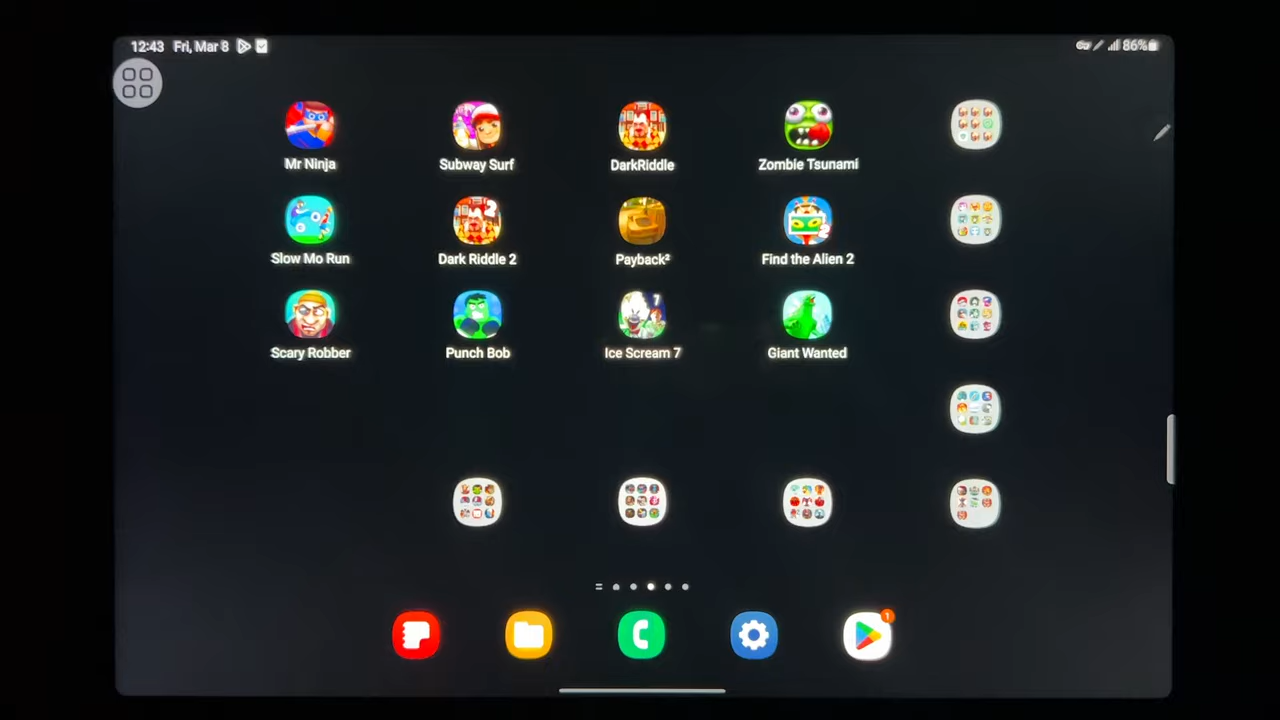 12:43 Fri, Mar 8 86%
Mr Ninja Subway Surf DarkRiddle Zombie Tsunami
Slow Mo Run Dark Riddle 2 Payback² Find the Alien 2
Scary Robber Punch Bob Ice Scream 7 Giant Wanted
1